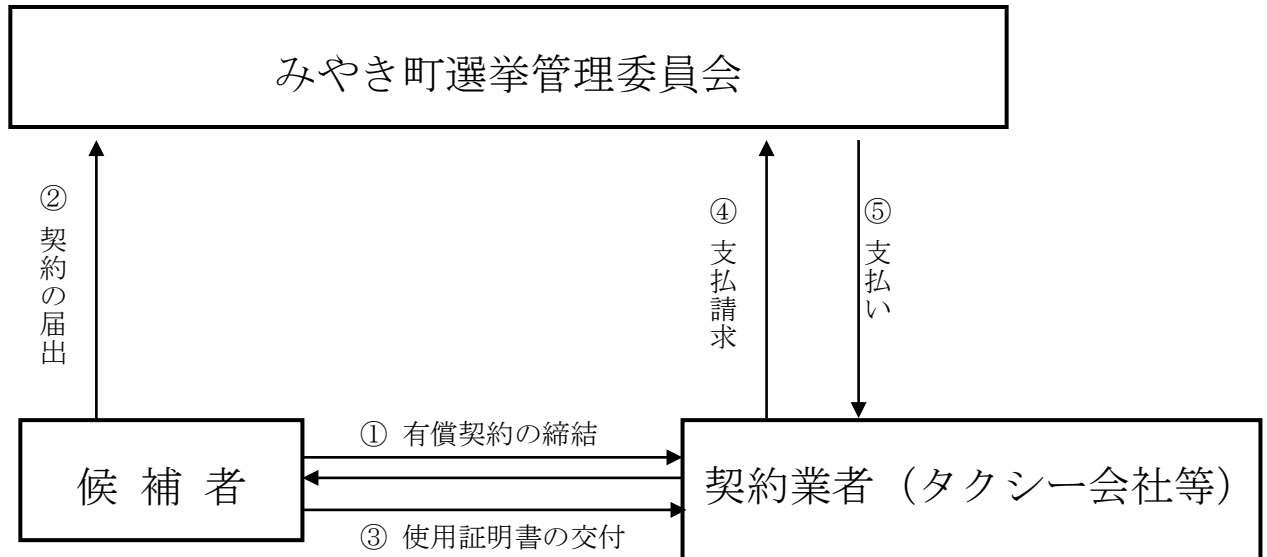 みやき町選挙管理委員会
② 契約の届出
④ 支払請求
⑤ 支払い
① 有償契約の締結
候 補 者
契約業者（タクシー会社等）
③ 使用証明書の交付